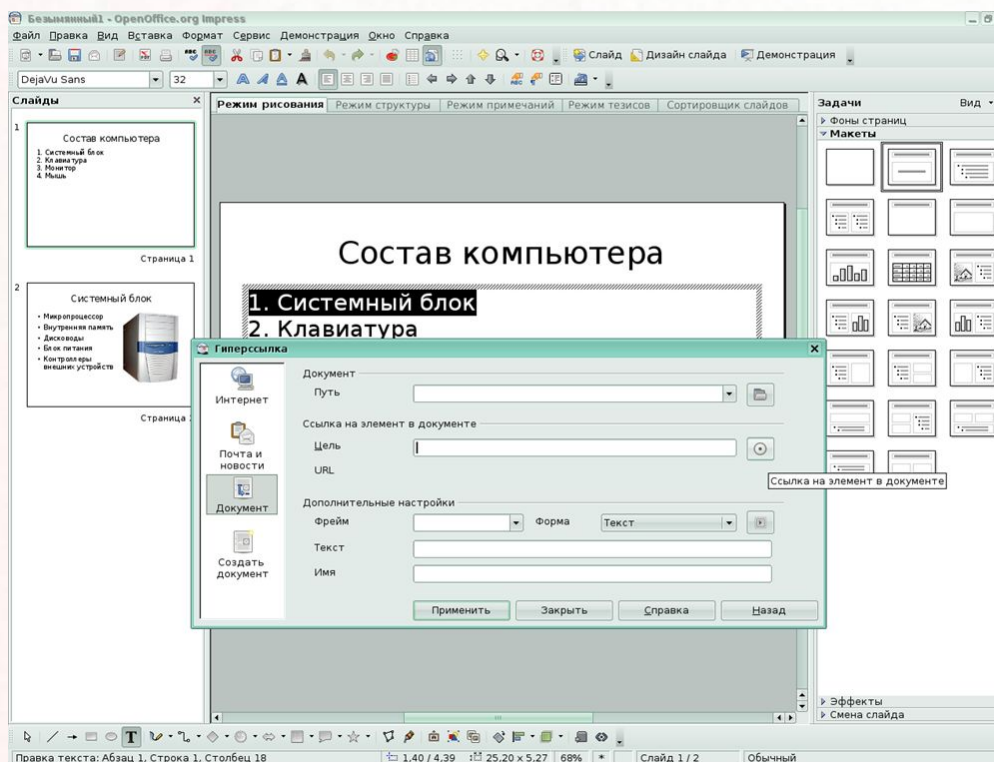 Безымянный1 - OpenOffice.org Impress
Файл Правка Вид Вставка Формат Сервис Демонстрация Окно Справка
Слайд Дизайн слайда Демонстрация
DejaVu Sans 32
Слайды
1
Состав компьютера
1. Системный блок
2. Клавиатура
3. Монитор
4. Мышь
Страница 1
2
Системный блок
• Микропроцессор
• Внутренняя память
• Дисководы
• Блок питания
• Контроллеры
внешних устройств
Страница
Режим рисования Режим структуры Режим примечаний Режим тезисов Сортировщик слайдов
Состав компьютера
1. Системный блок
2. Клавиатура
Гиперссылка
Интернет
Почта и
новости
Документ
Создать
документ
Документ
Путь
Ссылка на элемент в документе
Цель
URL
Дополнительные настройки
Фрейм Форма Текст
Текст
Имя
Применить Закрыть Справка Назад
Ссылка на элемент в документе
Задачи Вид
Фоны страниц
Макеты
Эффекты
Смена слайда
Правка текста: Абзац 1, Строка 1, Столбец 18 1,40 / 4,39 25,20 x 5,27 68% * Слайд 1 / 2 Обычный